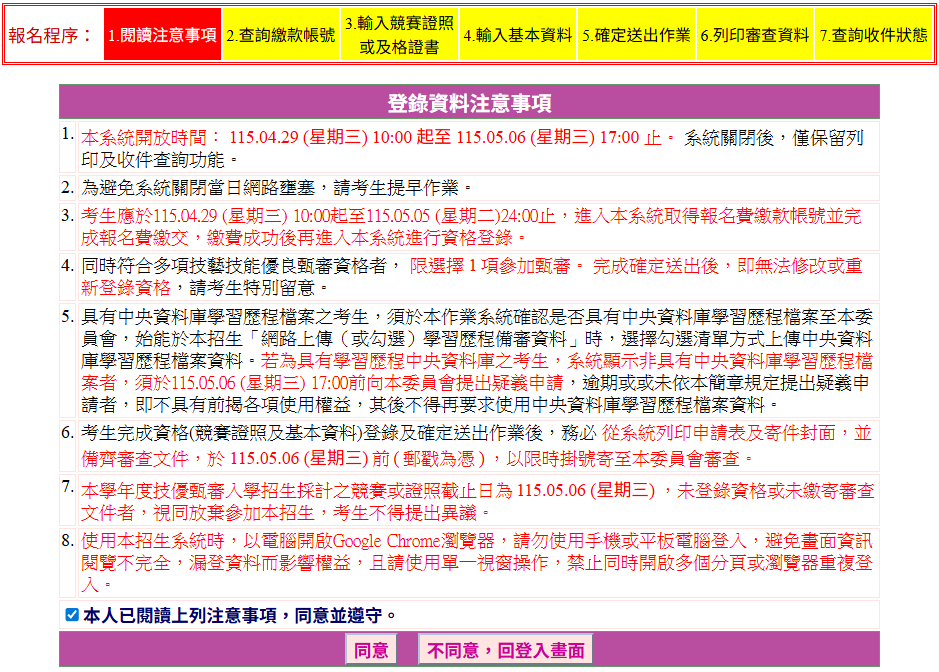 報名程序： 1.閱讀注意事項 2.查詢繳款帳號 3.輸入競賽證照或及格證書 4.輸入基本資料 5.確定送出作業 6.列印審查資料 7.查詢收件狀態
登錄資料注意事項
1. 本系統開放時間： 115.04.29 (星期三) 10:00 起至 115.05.06 (星期三) 17:00 止。 系統關閉後，僅保留列
印及收件查詢功能。
2. 為避免系統關閉當日網路壅塞，請考生提早作業。
3. 考生應於115.04.29 (星期三) 10:00起至115.05.05 (星期二)24:00止，進入本系統取得報名費繳款帳號並完
成報名費繳交，繳費成功後再進入本系統進行資格登錄。
4. 同時符合多項技藝技能優良甄審資格者， 限選擇 1 項參加甄審。 完成確定送出後，即無法修改或重
新登錄資格，請考生特別留意。
5. 具有中央資料庫學習歷程檔案之考生，須於本作業系統確認是否具有中央資料庫學習歷程檔案至本委
員會，始能於本招生「網路上傳（或勾選）學習歷程備審資料」時，選擇勾選清單方式上傳中央資料
庫學習歷程檔案資料。若為具有學習歷程中央資料庫之考生，系統顯示非具有中央資料庫學習歷程檔
案者，須於115.05.06 (星期三) 17:00前向本委員會提出疑義申請，逾期或或未依本簡章規定提出疑義申
請者，即不具有前揭各項使用權益，其後不得再要求使用中央資料庫學習歷程檔案資料。
6. 考生完成資格(競賽證照及基本資料)登錄及確定送出作業後，務必 從系統列印申請表及寄件封面，並
備齊審查文件，於 115.05.06 (星期三) 前 ( 郵戳為憑 ) ，以限時掛號寄至本委員會審查。
7. 本學年度技優甄審入學招生採計之競賽或證照截止日為 115.05.06 (星期三) ，未登錄資格或未繳寄審查
文件者，視同放棄參加本招生，考生不得提出異議。
8. 使用本招生系統時，以電腦開啟Google Chrome瀏覽器，請勿使用手機或平板電腦登入，避免畫面資訊
閱覽不完全，漏登資料而影響權益，且請使用單一視窗操作，禁止同時開啟多個分頁或瀏覽器重複登
入。
本人已閱讀上列注意事項，同意並遵守。
同意 不同意，回登入畫面